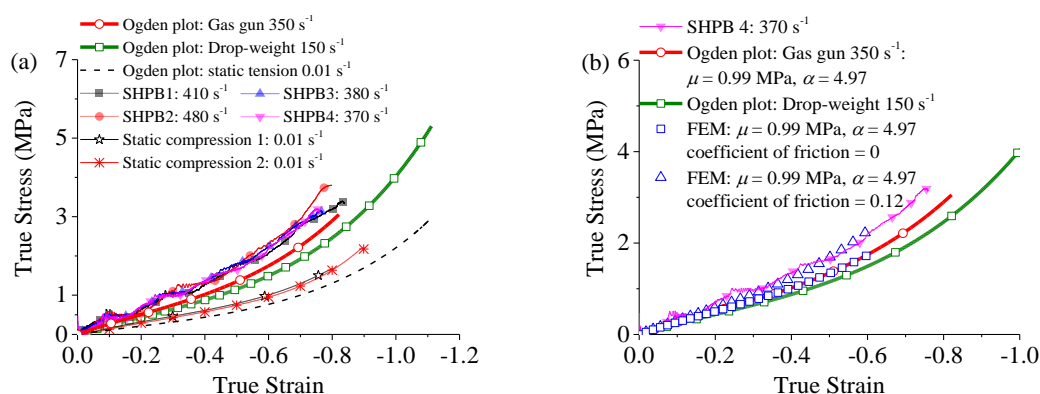 (a)
Ogden plot: Gas gun 350 s⁻¹
Ogden plot: Drop-weight 150 s⁻¹
Ogden plot: static tension 0.01 s⁻¹
SHPB1: 410 s⁻¹ SHPB3: 380 s⁻¹
SHPB2: 480 s⁻¹ SHPB4: 370 s⁻¹
Static compression 1: 0.01 s⁻¹
Static compression 2: 0.01 s⁻¹
True Stress (MPa)
7
5
3
1
0
0.0 -0.2 -0.4 -0.6 -0.8 -1.0 -1.2
True Strain
(b)
SHPB 4: 370 s⁻¹
Ogden plot: Gas gun 350 s⁻¹:
μ = 0.99 MPa, α = 4.97
Ogden plot: Drop-weight 150 s⁻¹
FEM: μ = 0.99 MPa, α = 4.97
coefficient of friction = 0
FEM: μ = 0.99 MPa, α = 4.97
coefficient of friction = 0.12
True Stress (MPa)
6
4
2
0
0.0 -0.2 -0.4 -0.6 -0.8 -1.0
True Strain